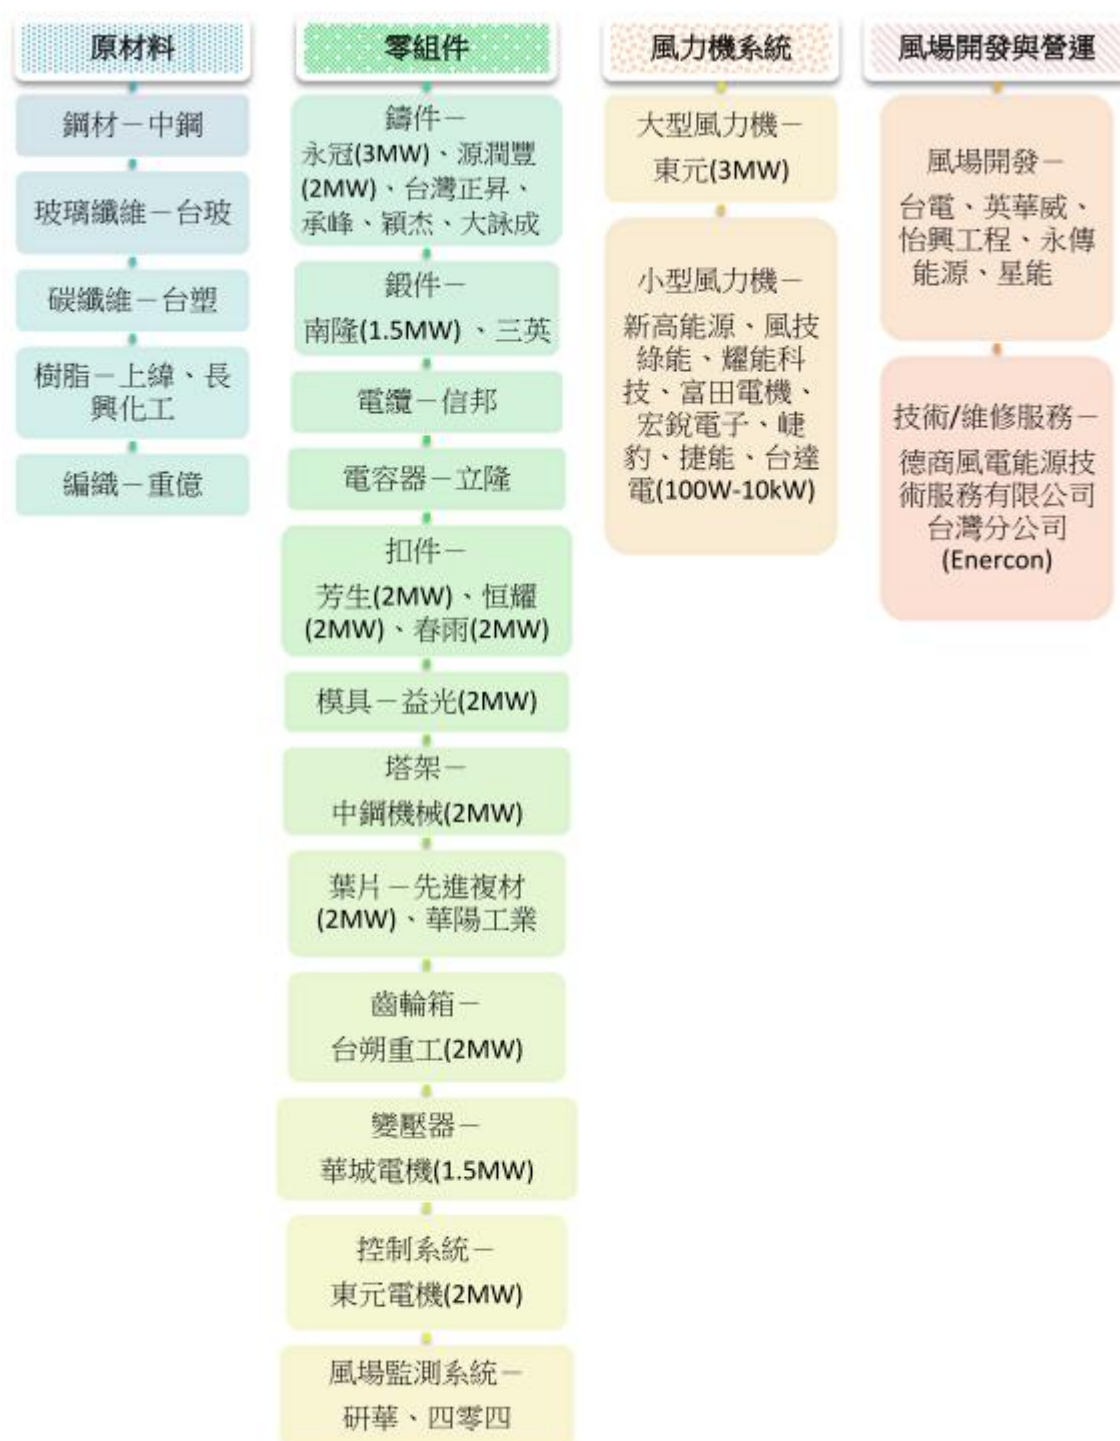 原材料
鋼材－中鋼
玻璃纖維－台玻
碳纖維－台塑
樹脂－上緯、長
興化工
編織－重億
零組件
鑄件－
永冠(3MW)、源潤豐
(2MW)、台灣正昇、
承峰、穎杰、大詠成
鍛件－
南隆(1.5MW)、三英
電纜－信邦
電容器－立隆
扣件－
芳生(2MW)、恒耀
(2MW)、春雨(2MW)
模具－益光(2MW)
塔架－
中鋼機械(2MW)
葉片－先進複材
(2MW)、華陽工業
齒輪箱－
台朔重工(2MW)
變壓器－
華城電機(1.5MW)
控制系統－
東元電機(2MW)
風場監測系統－
研華、四零四
風力機系統
大型風力機－
東元(3MW)
小型風力機－
新高能源、風技
綠能、耀能科
技、富田電機、
宏銳電子、崨
豹、捷能、台達
電(100W-10kW)
風場開發與營運
風場開發－
台電、英華威、
怡興工程、永傳
能源、星能
技術/維修服務－
德商風電能源技
術服務有限公司
台灣分公司
(Enercon)